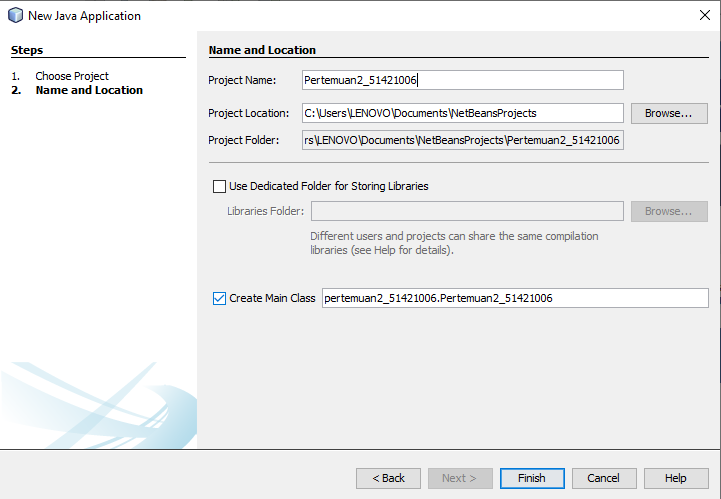 New Java Application
Steps
1. Choose Project
2. Name and Location
Name and Location
Project Name: Pertemuan2_51421006
Project Location: C:\Users\LENOVO\Documents\NetBeansProjects Browse...
Project Folder: rs\LENOVO\Documents\NetBeansProjects\Pertemuan2_51421006
Use Dedicated Folder for Storing Libraries
Libraries Folder: Browse...
Different users and projects can share the same compilation
libraries (see Help for details).
Create Main Class pertemuan2_51421006.Pertemuan2_51421006
< Back Next > Finish Cancel Help